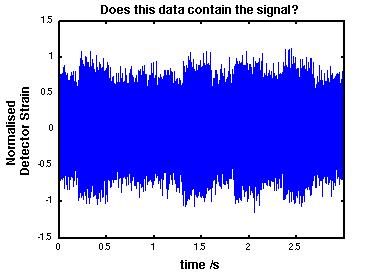 Does this data contain the signal?
1.5
1
0.5
0
-0.5
-1
-1.5
Normalised
Detector Strain
0 0.5 1 1.5 2 2.5
time /s